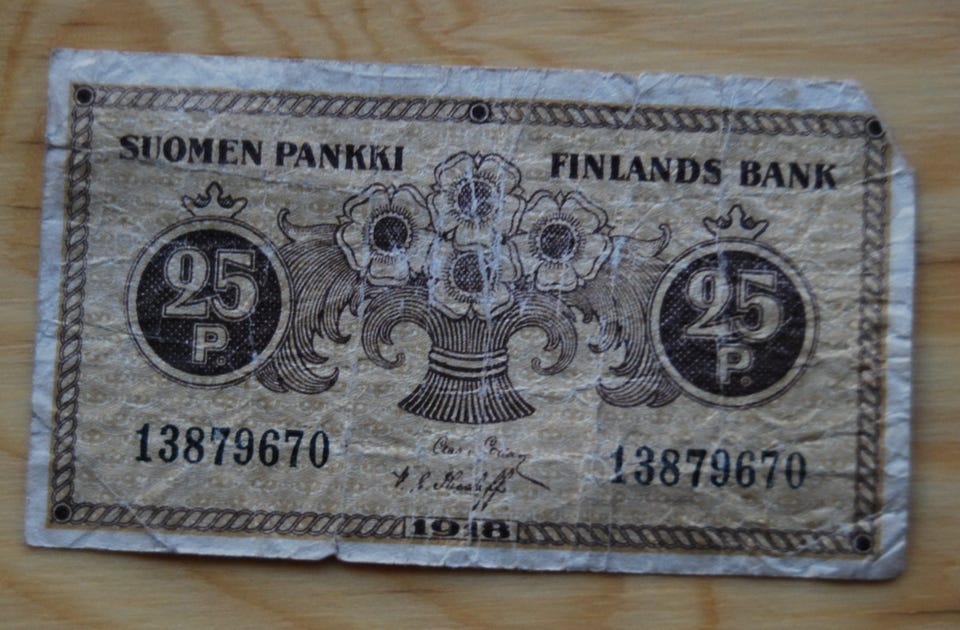 SUOMEN PANKKI FINLANDS BANK
25 25
P. P.
13879670 13879670
1918